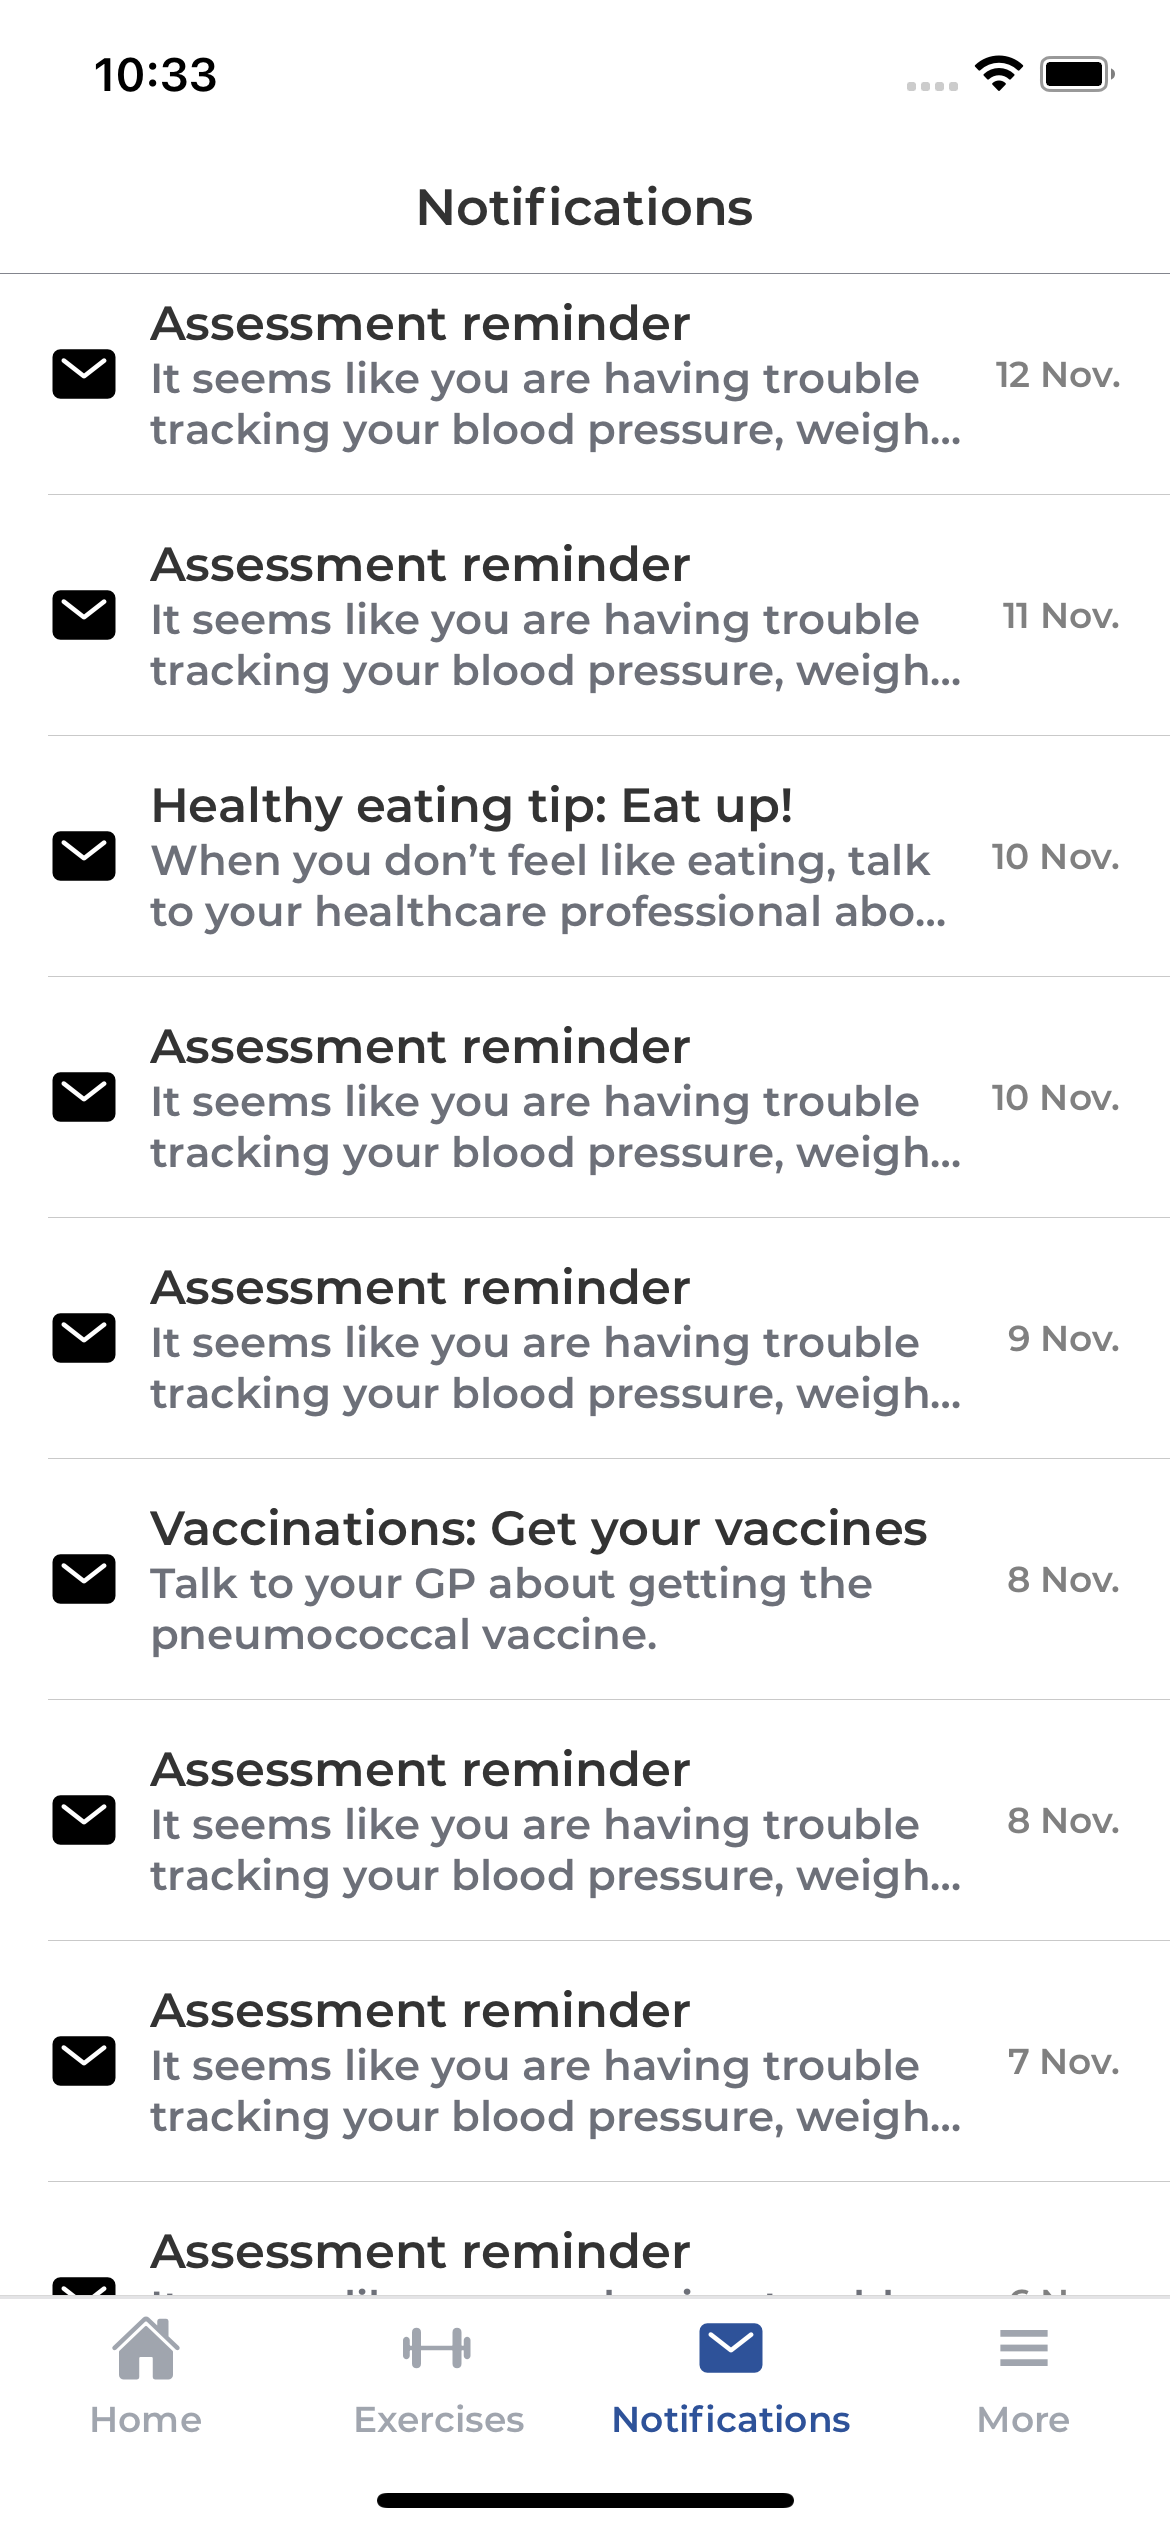 10:33
Notifications
Assessment reminder
It seems like you are having trouble
tracking your blood pressure, weigh...
12 Nov.
Assessment reminder
It seems like you are having trouble
tracking your blood pressure, weigh...
11 Nov.
Healthy eating tip: Eat up!
When you don’t feel like eating, talk
to your healthcare professional abo...
10 Nov.
Assessment reminder
It seems like you are having trouble
tracking your blood pressure, weigh...
10 Nov.
Assessment reminder
It seems like you are having trouble
tracking your blood pressure, weigh...
9 Nov.
Vaccinations: Get your vaccines
Talk to your GP about getting the
pneumococcal vaccine.
8 Nov.
Assessment reminder
It seems like you are having trouble
tracking your blood pressure, weigh...
8 Nov.
Assessment reminder
It seems like you are having trouble
tracking your blood pressure, weigh...
7 Nov.
Assessment reminder
Home
Exercises
Notifications
More